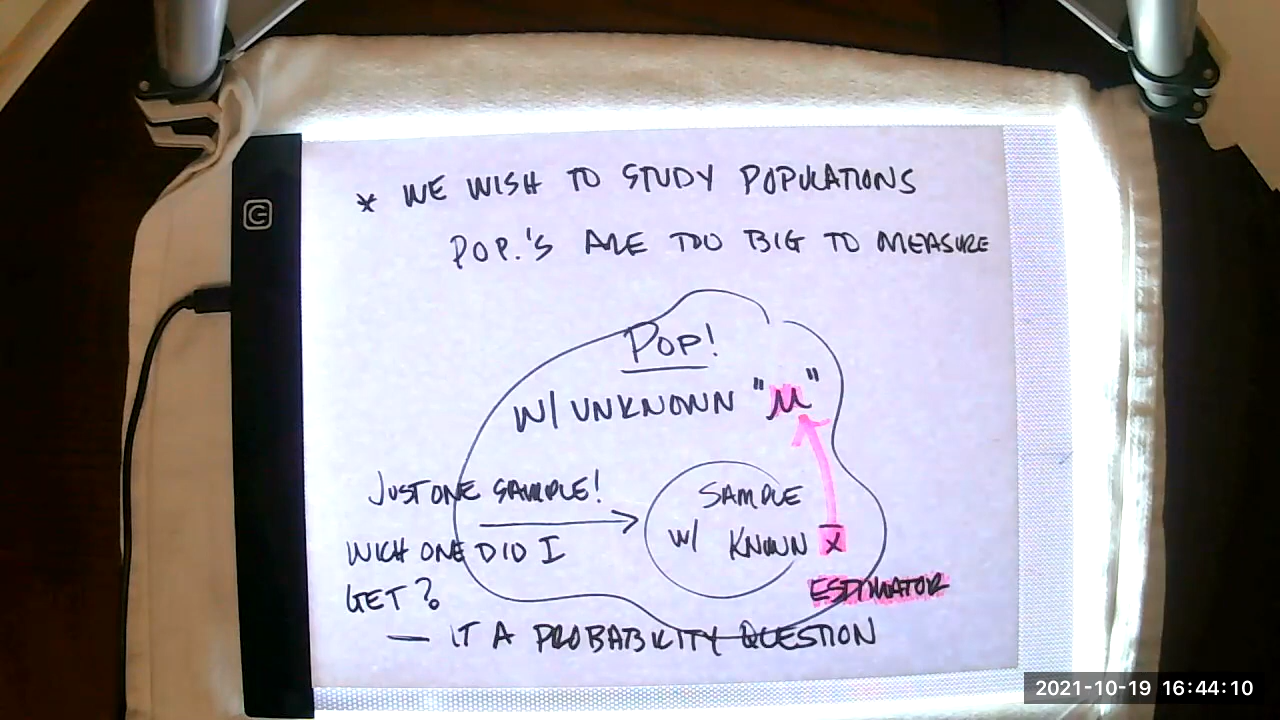 * WE WISH TO STUDY POPULATIONS
POP.'S ARE TOO BIG TO MEASURE
POP!
W/ UNKNOWN "μ"
JUST ONE SAMPLE!
SAMPLE
W/ KNOWN x̄
WICH ONE DID I
GET?
ESTIMATOR
— IT A PROBABILITY QUESTION
2021-10-19 16:44:10